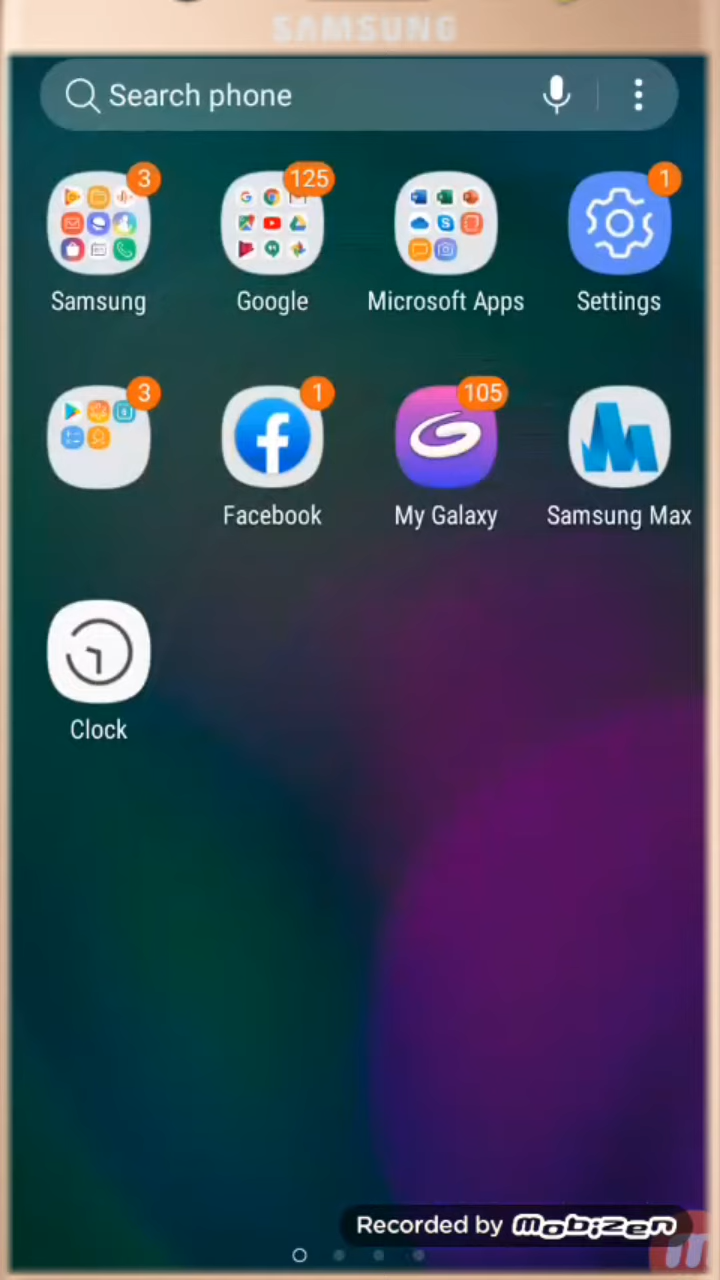 SAMSUNG
Search phone
3
125
1
Samsung
Google
Microsoft Apps
Settings
3
1
105
Facebook
My Galaxy
Samsung Max
Clock
Recorded by mobizen